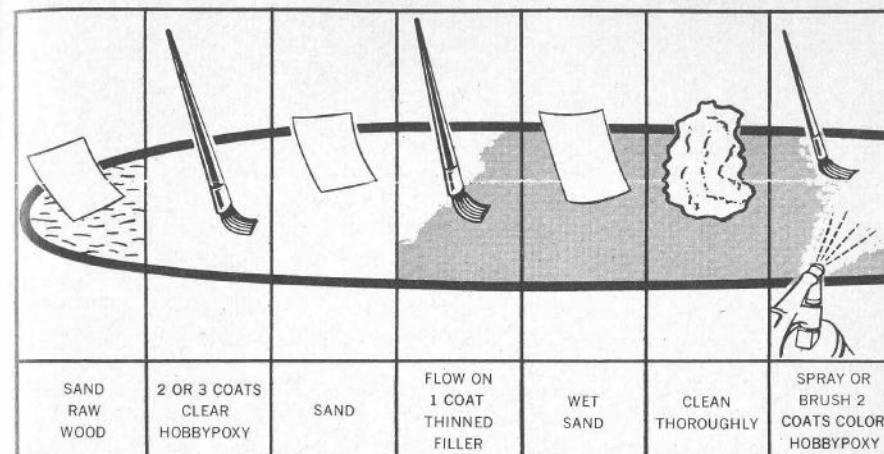 SAND
RAW
WOOD
2 OR 3 COATS
CLEAR
HOBBYPOXY
SAND
FLOW ON
1 COAT
THINNED
FILLER
WET
SAND
CLEAN
THOROUGHLY
SPRAY OR
BRUSH 2
COATS COLOR
HOBBYPOXY